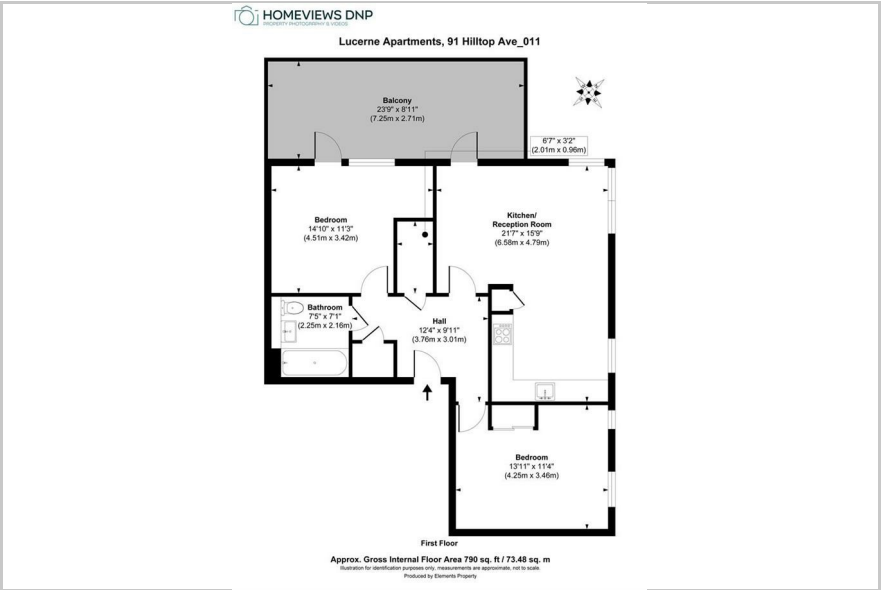 HOMEVIEWS DNP
PROPERTY PHOTOGRAPHY & VIDEOS
Lucerne Apartments, 91 Hilltop Ave_011
Balcony
23'9" x 8'11"
(7.25m x 2.71m)
6'7" x 3'2"
(2.01m x 0.96m)
Bedroom
14'10" x 11'3"
(4.51m x 3.42m)
Kitchen/
Reception Room
21'7" x 15'9"
(6.58m x 4.79m)
Bathroom
7'5" x 7'1"
(2.25m x 2.16m)
Hall
12'4" x 9'11"
(3.76m x 3.01m)
Bedroom
13'11" x 11'4"
(4.25m x 3.46m)
First Floor
Approx. Gross Internal Floor Area 790 sq. ft / 73.48 sq. m
Illustration for identification purposes only, measurements are approximate, not to scale.
Produced by Elements Property